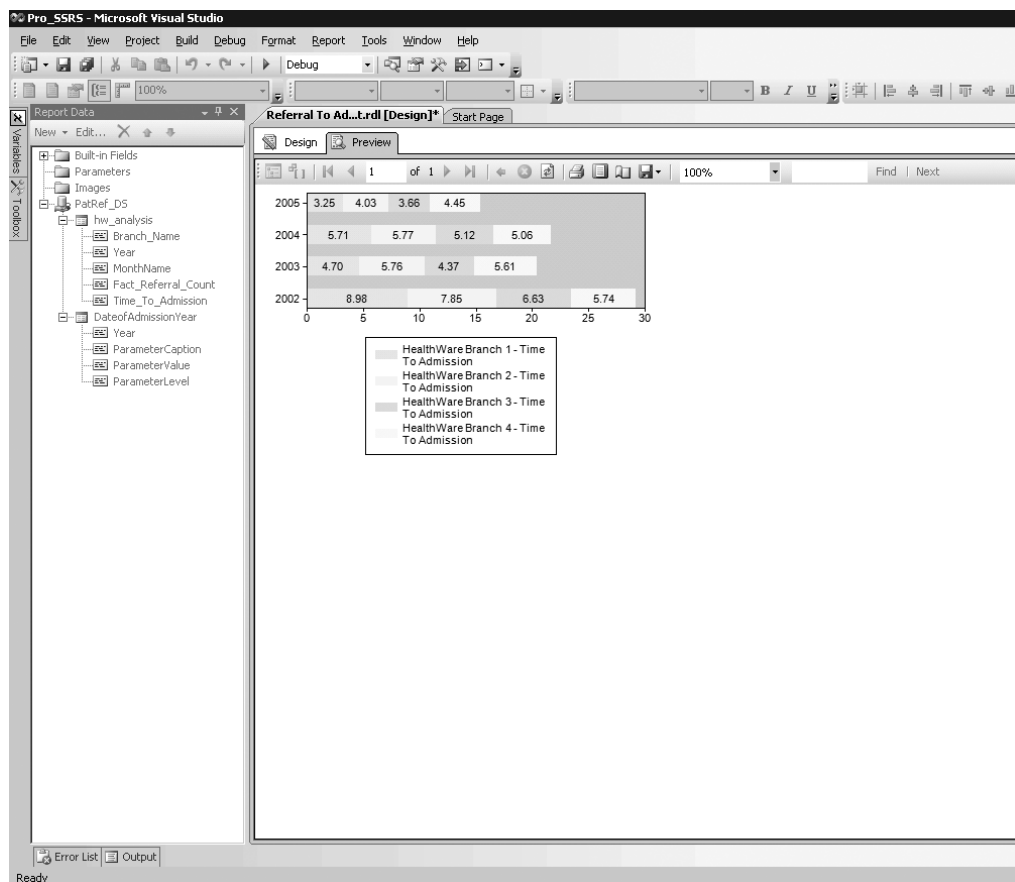 Pro_SSRS - Microsoft Visual Studio
File Edit View Project Build Debug Format Report Tools Window Help
Debug
100%
B I U
Report Data
Referral To Ad...t.rdl [Design]* Start Page
New Edit...
Design Preview
Variables
Toolbox
1 of 1 100% Find | Next
Built-in Fields
Parameters
Images
PatRef_DS
hw_analysis
Branch_Name
Year
MonthName
Fact_Referral_Count
Time_To_Admission
DateofAdmissionYear
Year
ParameterCaption
ParameterValue
ParameterLevel
2005 3.25 4.03 3.66 4.45
2004 5.71 5.77 5.12 5.06
2003 4.70 5.76 4.37 5.61
2002 8.98 7.85 6.63 5.74
0 5 10 15 20 25 30
HealthWare Branch 1 - Time
To Admission
HealthWare Branch 2 - Time
To Admission
HealthWare Branch 3 - Time
To Admission
HealthWare Branch 4 - Time
To Admission
Error List Output
Ready